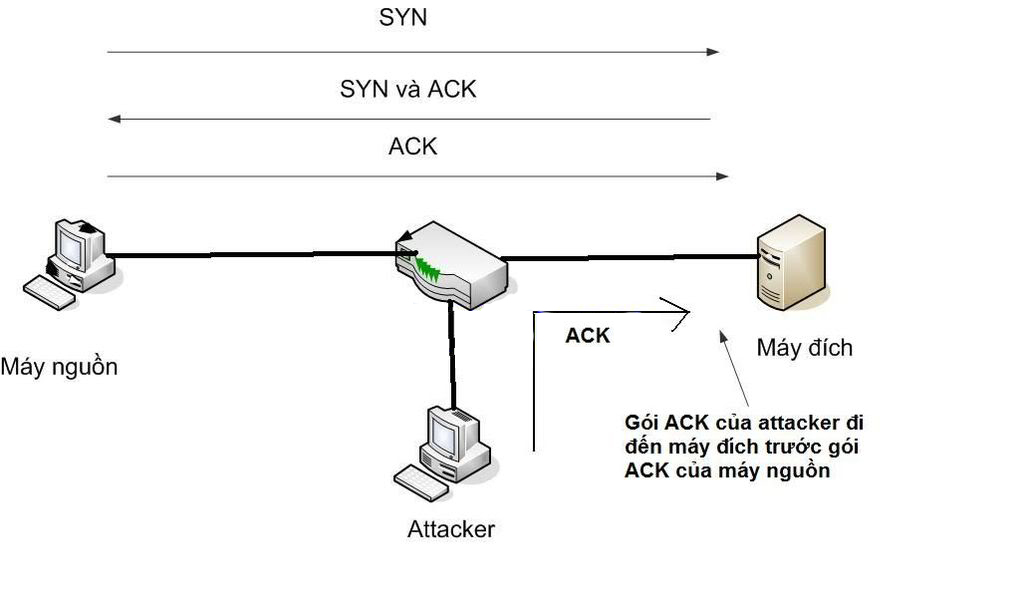 SYN
SYN và ACK
ACK
ACK
Máy nguồn
Máy đích
Gói ACK của attacker đi
đến máy đích trước gói
ACK của máy nguồn
Attacker